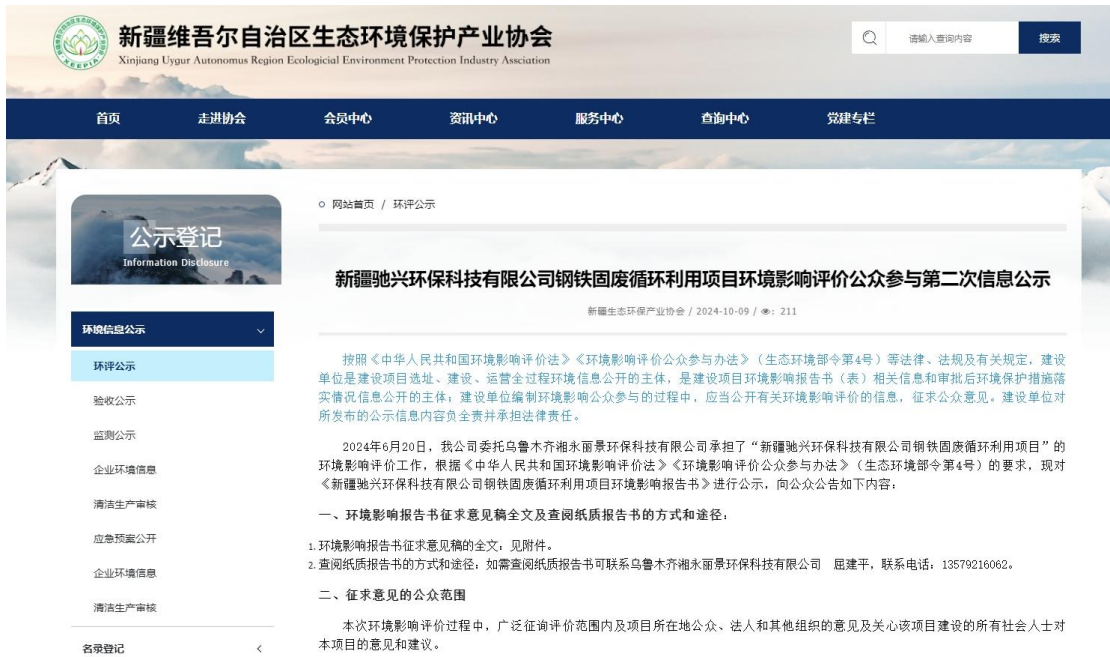 新疆维吾尔自治区生态环境保护产业协会
Xinjiang Uygur Autonomus Region Ecologicial Environment Protection Industry Assciation
请输入查询内容
搜索
首页
走进协会
会员中心
资讯中心
服务中心
查询中心
党建专栏
公示登记
Information Disclosure
环境信息公示
环评公示
验收公示
监测公示
企业环境信息
清洁生产审核
应急预案公开
企业环境信息
清洁生产审核
名录登记
网站首页 / 环评公示
新疆驰兴环保科技有限公司钢铁固废循环利用项目环境影响评价公众参与第二次信息公示
新疆生态环保产业协会 / 2024-10-09 / : 211
按照《中华人民共和国环境影响评价法》《环境影响评价公众参与办法》（生态环境部令第4号）等法律、法规及有关规定，建设
单位是建设项目选址、建设、运营全过程环境信息公开的主体，是建设项目环境影响报告书（表）相关信息和审批后环境保护措施落
实情况信息公开的主体；建设单位编制环境影响公众参与的过程中，应当公开有关环境影响评价的信息，征求公众意见。建设单位对
所发布的公示信息内容负全责并承担法律责任。
2024年6月20日，我公司委托乌鲁木齐湘永丽景环保科技有限公司承担了“新疆驰兴环保科技有限公司钢铁固废循环利用项目”的
环境影响评价工作，根据《中华人民共和国环境影响评价法》《环境影响评价公众参与办法》（生态环境部令第4号）的要求，现对
《新疆驰兴环保科技有限公司钢铁固废循环利用项目环境影响报告书》进行公示，向公众公告如下内容：
一、环境影响报告书征求意见稿全文及查阅纸质报告书的方式和途径：
1. 环境影响报告书征求意见稿的全文：见附件。
2. 查阅纸质报告书的方式和途径：如需查阅纸质报告书可联系乌鲁木齐湘永丽景环保科技有限公司 屈建平，联系电话：13579216062。
二、征求意见的公众范围
本次环境影响评价过程中，广泛征询评价范围内及项目所在地公众、法人和其他组织的意见及关心该项目建设的所有社会人士对
本项目的意见和建议。